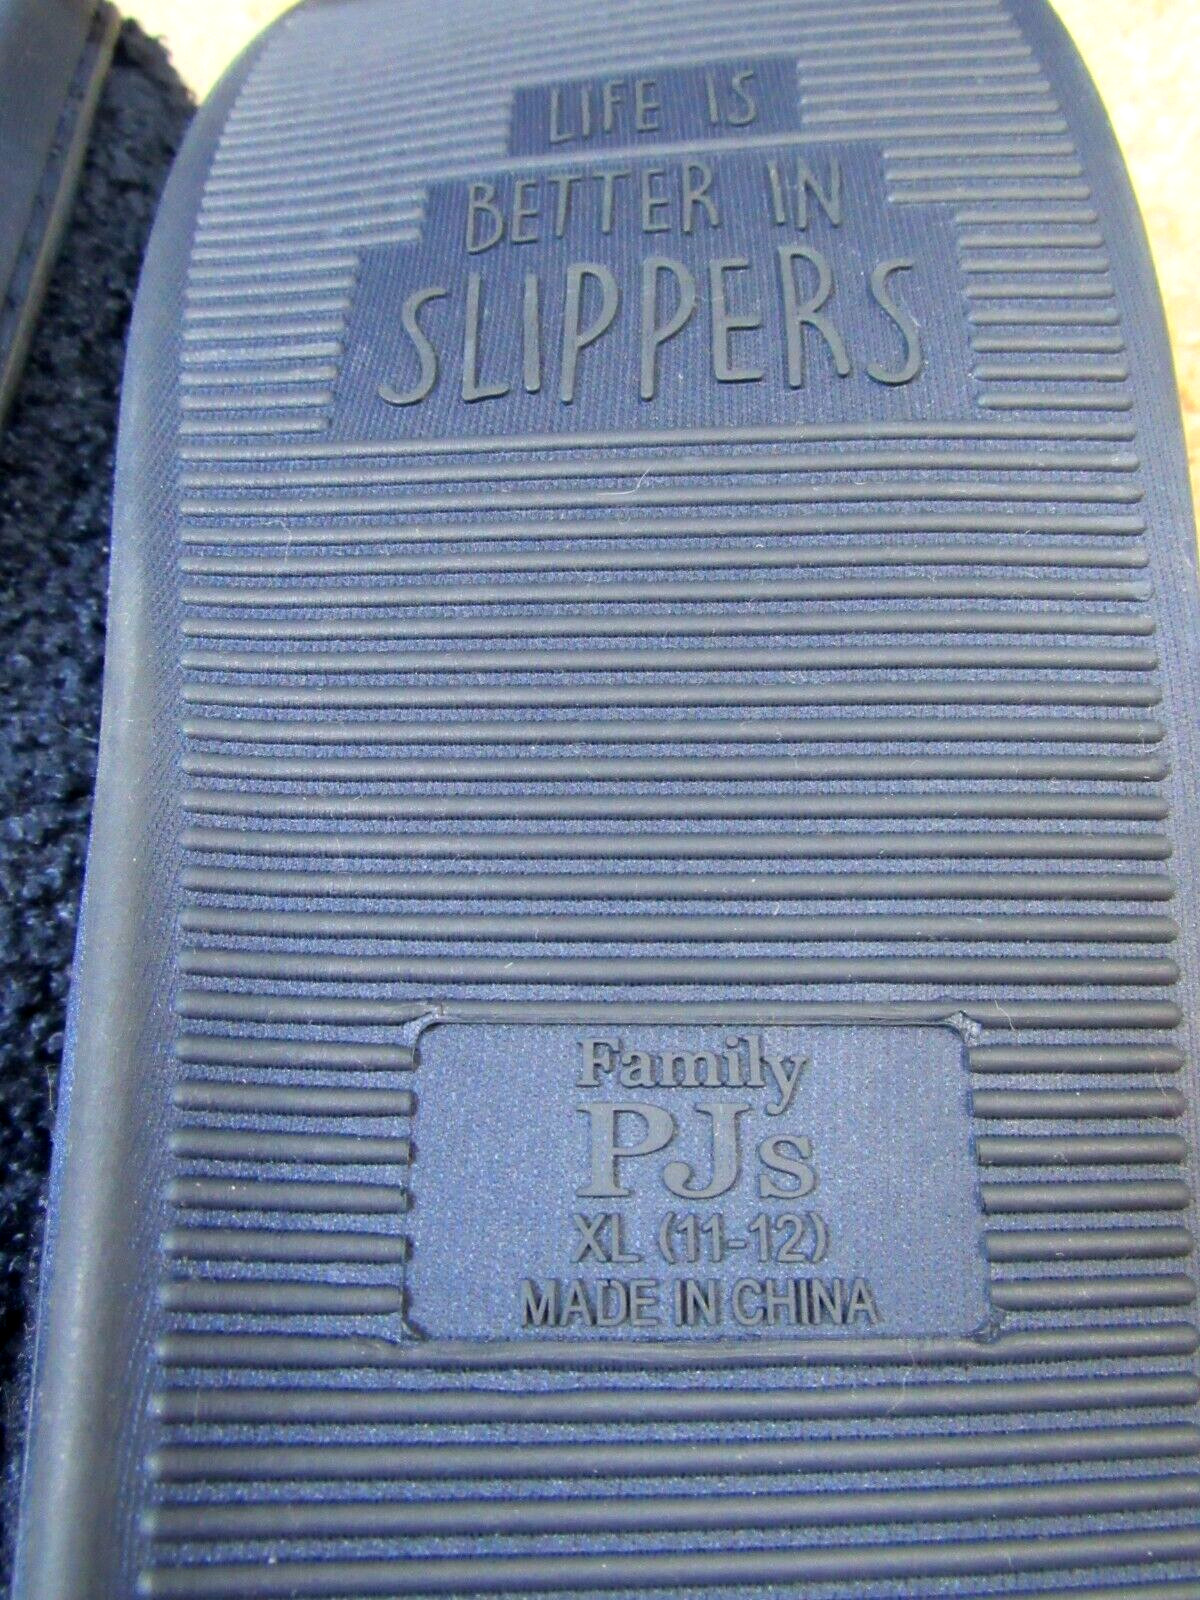 LIFE IS
BETTER IN
SLIPPERS
Family
PJs
XL (11-12)
MADE IN CHINA